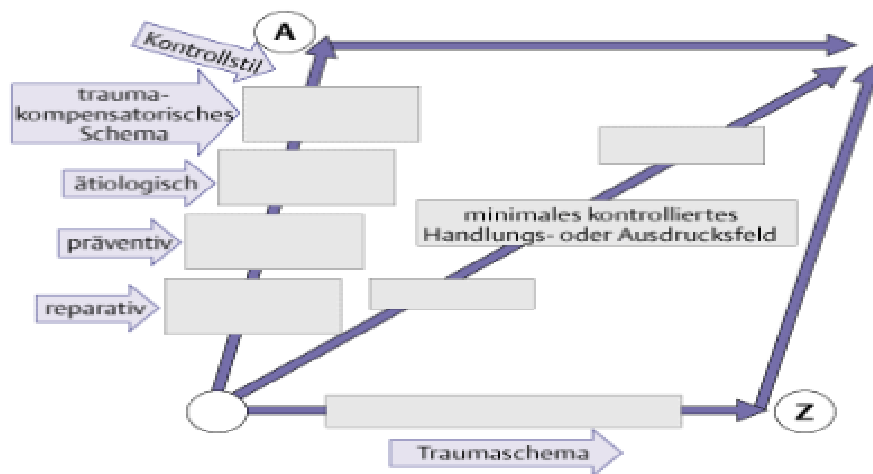 Kontrollstil
A
trauma-
kompensatorisches
Schema
ätiologisch
präventiv
reparativ
minimales kontrolliertes
Handlungs- oder Ausdrucksfeld
Z
Traumaschema